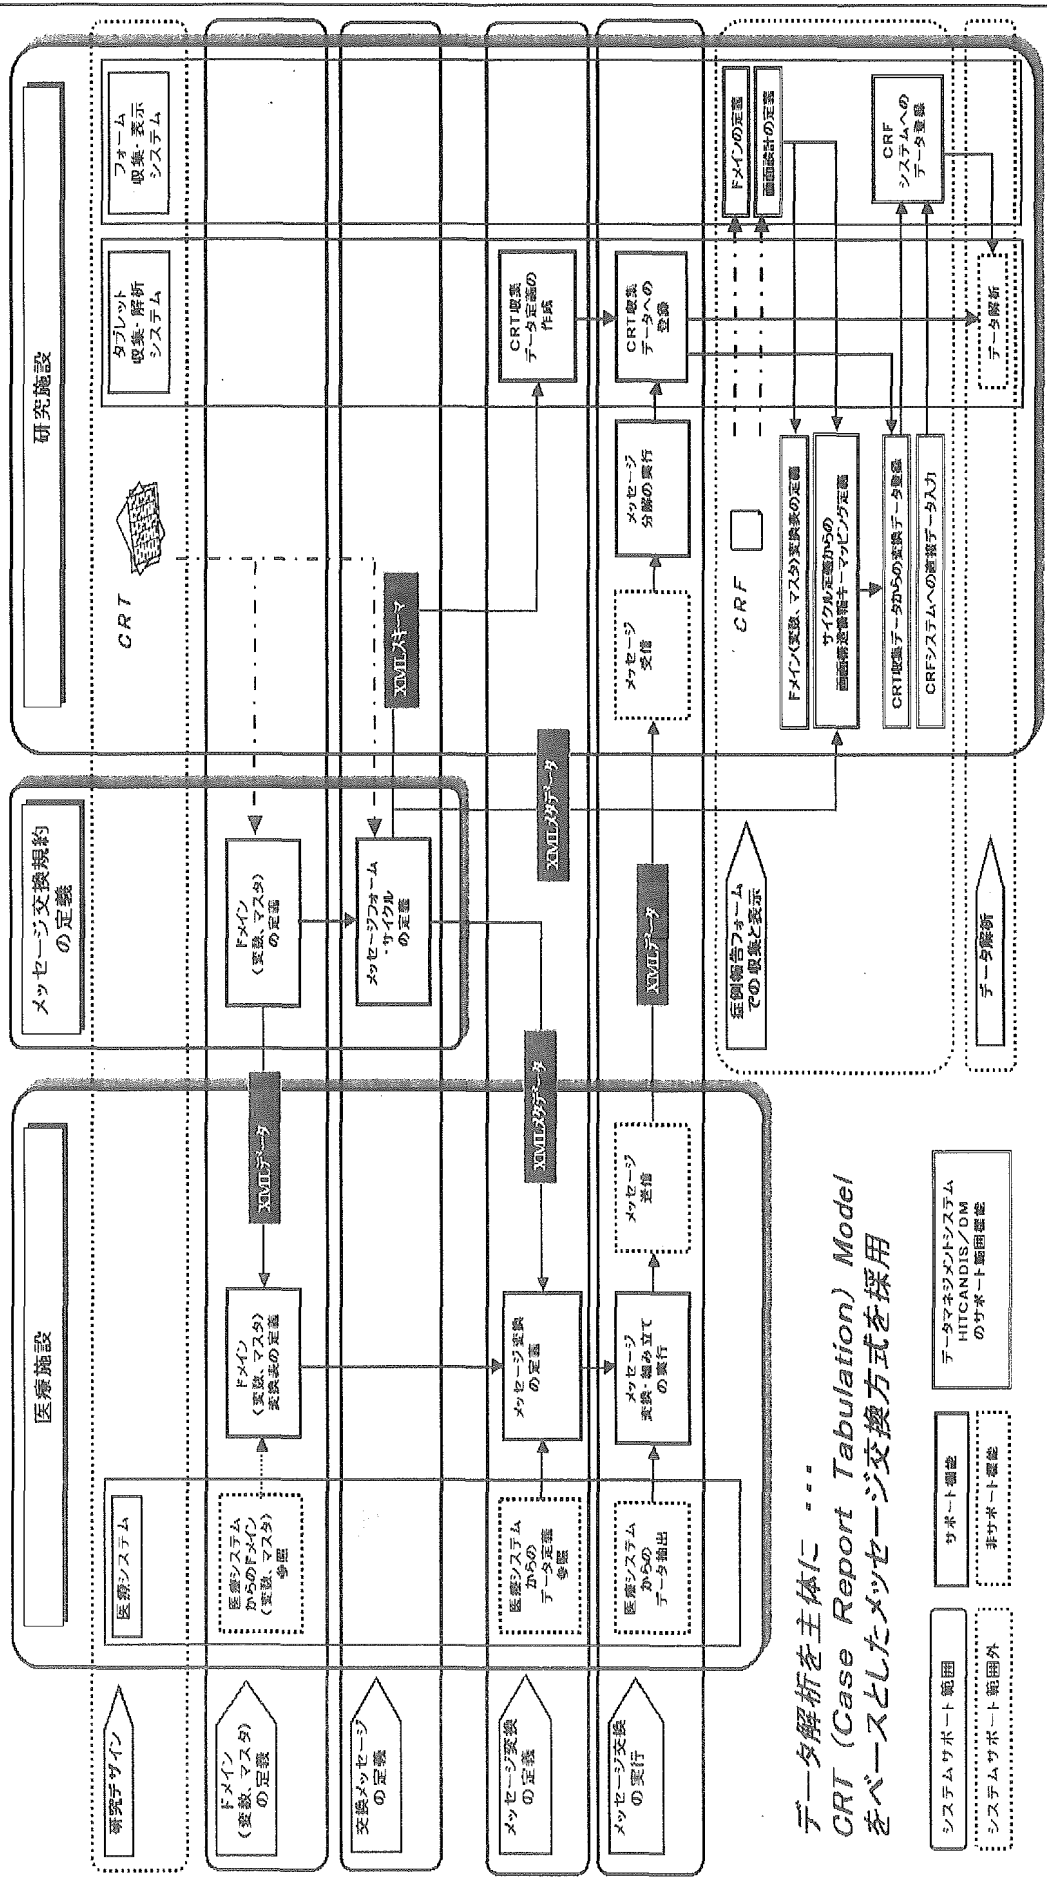 医療施設
メッセージ交換規約
の定義
研究施設
研究デザイン
医療システム
CRT
タブレット
収集・解析
システム
フォーム
収集・表示
システム
ドメイン
(変数、マスタ)
の定義
医療システム
からのドメイン
(変数、マスタ)
参照
ドメイン
(変数、マスタ)
変換表の定義
XMLデータ
ドメイン
(変数、マスタ)
の定義
交換メッセージ
の定義
メッセージフォーム
・サイクル
の定義
XMLスキーマ
メッセージ変換
の定義
医療システム
からの
データ定義
参照
メッセージ変換
の定義
XMLメタデータ
XMLメタデータ
CRT収集
データ定義の
作成
メッセージ交換
の実行
医療システム
からの
データ抽出
メッセージ
変換・組み立て
の実行
メッセージ
送信
XMLデータ
メッセージ
受信
メッセージ
分解の実行
CRT収集
データへの
登録
症例報告フォーム
での収集と表示
CRF
ドメインの定義
画面設計の定義
ドメイン(変数、マスタ)変換表の定義
サイクル定義からの
画面構造情報キーマッピング定義
CRT収集データからの変換データ登録
CRFシステムへの直接データ入力
CRF
システムへの
データ登録
データ解析
データ解析
データ解析を主体に ・・・
CRT (Case Report Tabulation) Model
をベースとしたメッセージ交換方式を採用
システムサポート範囲
システムサポート範囲外
サポート機能
非サポート機能
データマネジメントシステム
HITCANDIS/DM
のサポート範囲機能